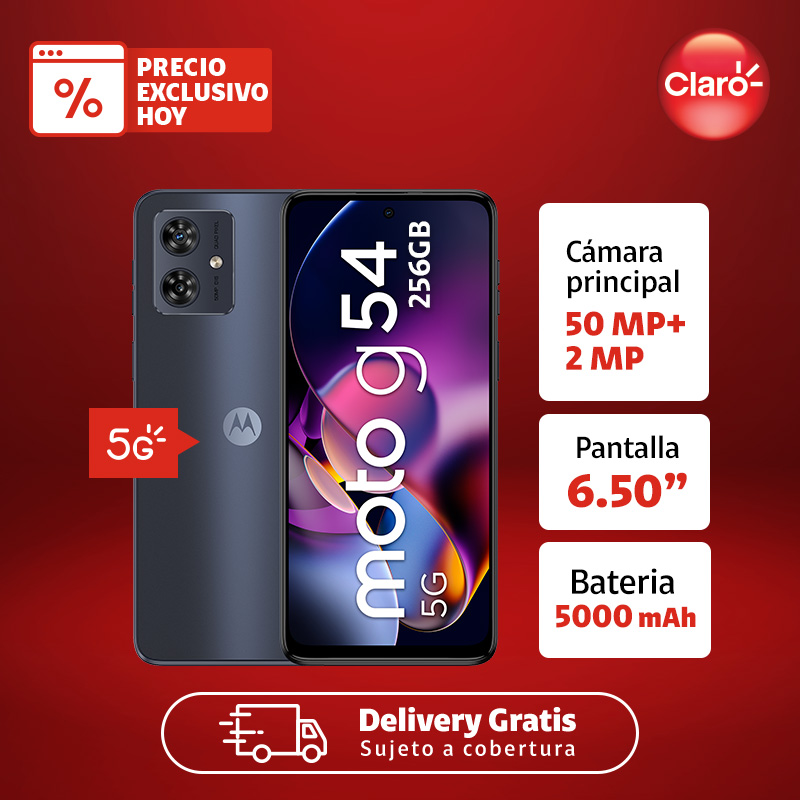 %
PRECIO
EXCLUSIVO
HOY
Claro
moto g54
256GB
5G
5G
Cámara
principal
50 MP+
2 MP
Pantalla
6.50”
Bateria
5000 mAh
Delivery Gratis
Sujeto a cobertura